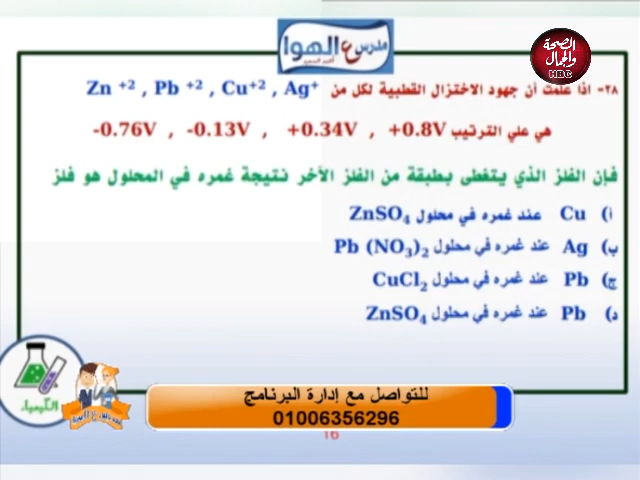 مدرس ع الهوا
الصحة والجمال
HBG
٢٨- اذا علمت أن جهود الاختزال القطبية لكل من Zn +2 , Pb +2 , Cu+2 , Ag+
هي علي الترتيب -0.76V , -0.13V , +0.34V , +0.8V
فإن الفلز الذي يتغطى بطبقة من الفلز الآخر نتيجة غمره في المحلول هو فلز
أ) Cu عند غمره في محلول ZnSO4
ب) Ag عند غمره في محلول Pb (NO3)2
ج) Pb عند غمره في محلول CuCl2
د) Pb عند غمره في محلول ZnSO4
الكيمياء
للتواصل مع إدارة البرنامج
01006356296
16